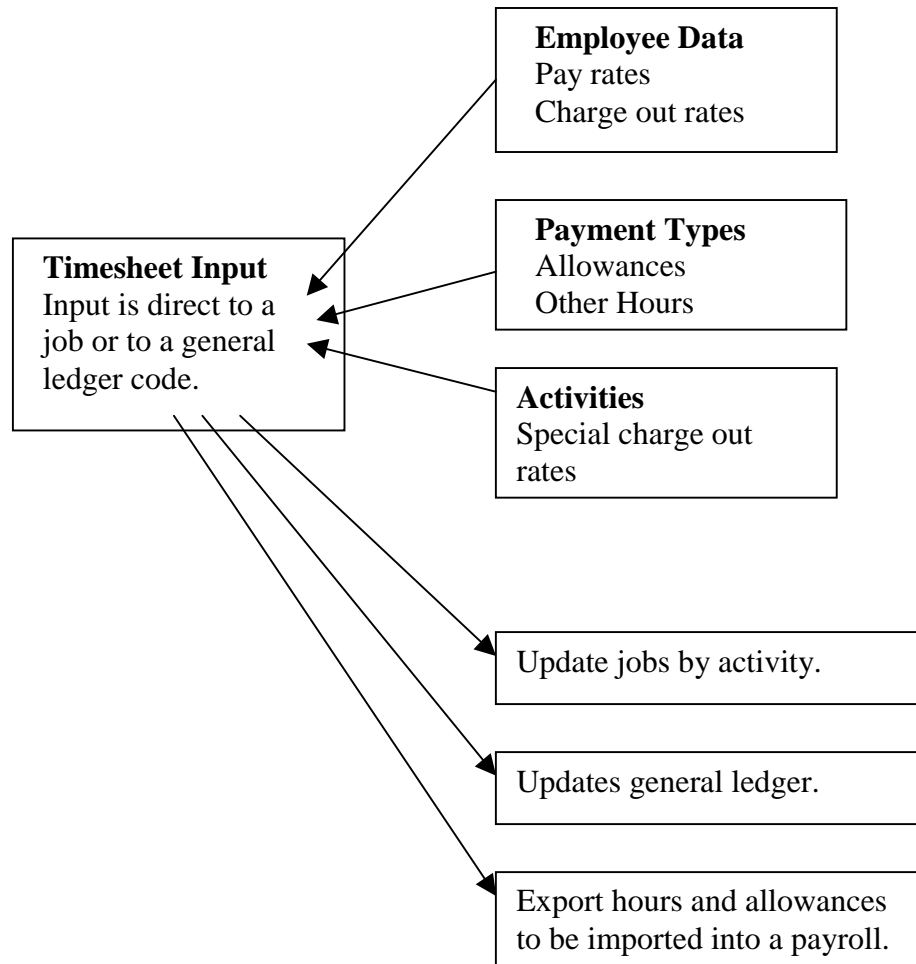 Employee Data
Pay rates
Charge out rates
Payment Types
Allowances
Other Hours
Timesheet Input
Input is direct to a
job or to a general
ledger code.
Activities
Special charge out
rates
Update jobs by activity.
Updates general ledger.
Export hours and allowances
to be imported into a payroll.